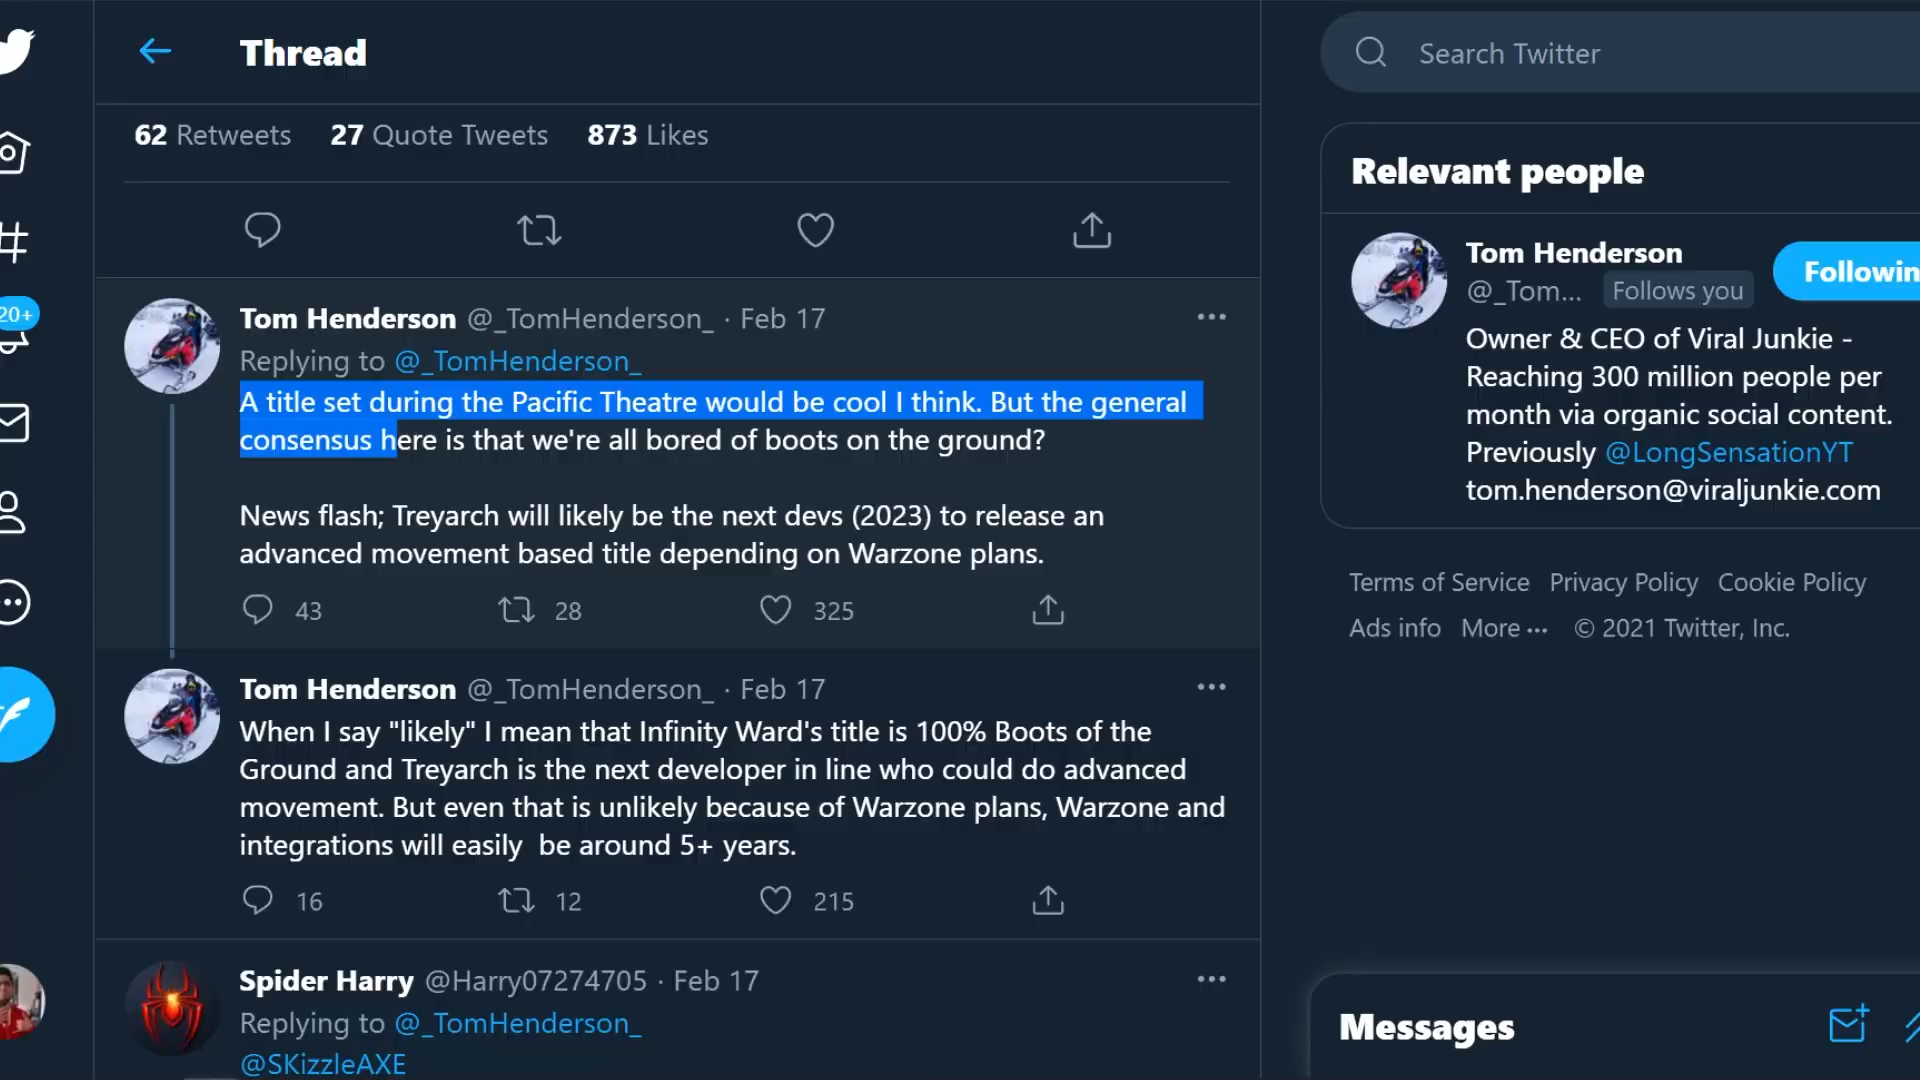 Thread
Search Twitter
62 Retweets 27 Quote Tweets 873 Likes
Relevant people
Tom Henderson
@_Tom... Follows you
Followin
Owner & CEO of Viral Junkie -
Reaching 300 million people per
month via organic social content.
Previously @LongSensationYT
tom.henderson@viraljunkie.com
20+
Tom Henderson @_TomHenderson_ · Feb 17
Replying to @_TomHenderson_
A title set during the Pacific Theatre would be cool I think. But the general
consensus here is that we're all bored of boots on the ground?
News flash; Treyarch will likely be the next devs (2023) to release an
advanced movement based title depending on Warzone plans.
43 28 325
Terms of Service Privacy Policy Cookie Policy
Ads info More ··· © 2021 Twitter, Inc.
Tom Henderson @_TomHenderson_ · Feb 17
When I say "likely" I mean that Infinity Ward's title is 100% Boots of the
Ground and Treyarch is the next developer in line who could do advanced
movement. But even that is unlikely because of Warzone plans, Warzone and
integrations will easily  be around 5+ years.
16 12 215
Spider Harry @Harry07274705 · Feb 17
Replying to @_TomHenderson_
@SKizzleAXE
Messages